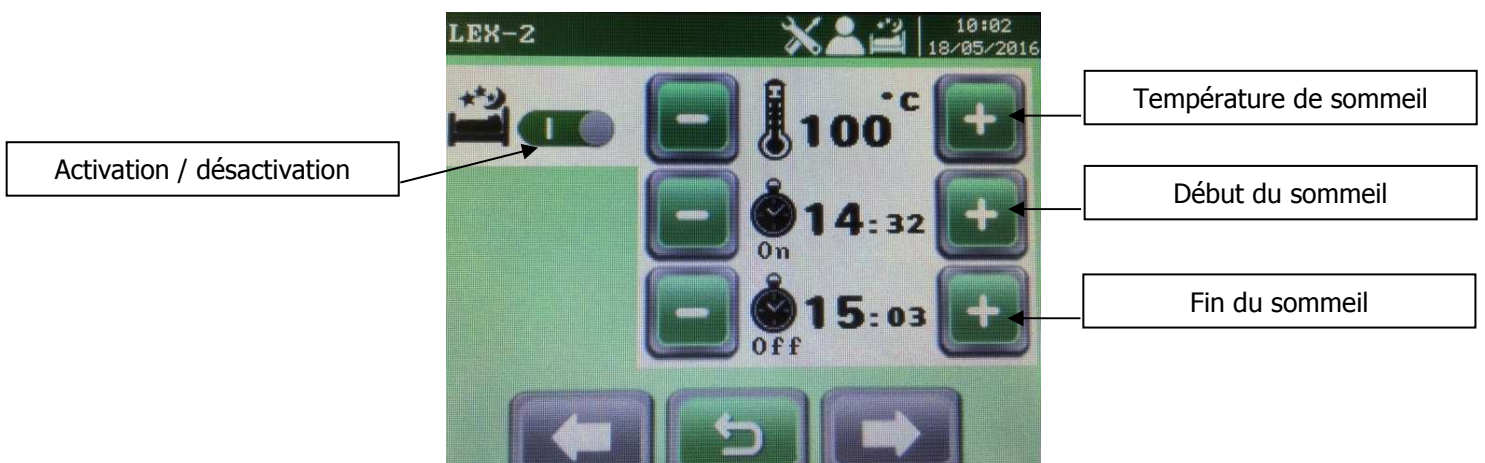 LEX-2
10:02
18/05/2016
°C
100
Température de sommeil
Activation / désactivation
14:32
On
Début du sommeil
15:03
Off
Fin du sommeil